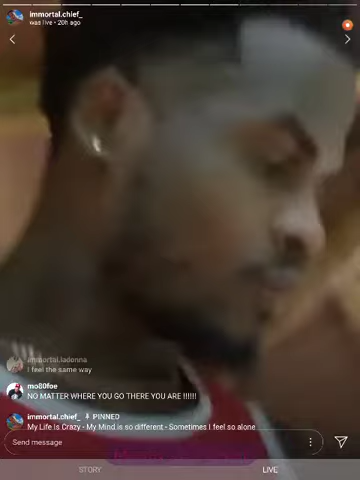 immortal.chief_
was live • 20h ago
immortal.ladonna
I feel the same way
mo80foe
NO MATTER WHERE YOU GO THERE YOU ARE !!!!!!
immortal.chief_ PINNED
My Life is Crazy - My Mind is so different - Sometimes I feel so alone
Send message
STORY LIVE